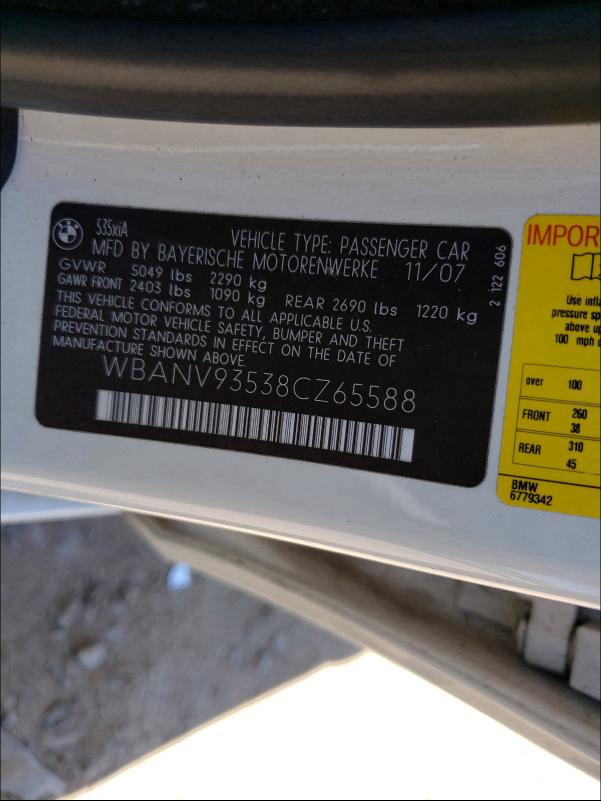 BMW
535xiA
VEHICLE TYPE: PASSENGER CAR
MFD BY BAYERISCHE MOTORENWERKE 11/07
GVWR 5049 lbs 2290 kg
GAWR FRONT 2403 lbs 1090 kg REAR 2690 lbs 1220 kg
THIS VEHICLE CONFORMS TO ALL APPLICABLE U.S.
FEDERAL MOTOR VEHICLE SAFETY, BUMPER AND THEFT
PREVENTION STANDARDS IN EFFECT ON THE DATE OF
MANUFACTURE SHOWN ABOVE.
WBANV93538CZ65588
2 122 606
IMPOR
Use infla
pressure sp
above up
100 mph o
over 100
FRONT 260
38
REAR 310
45
BMW
6779342